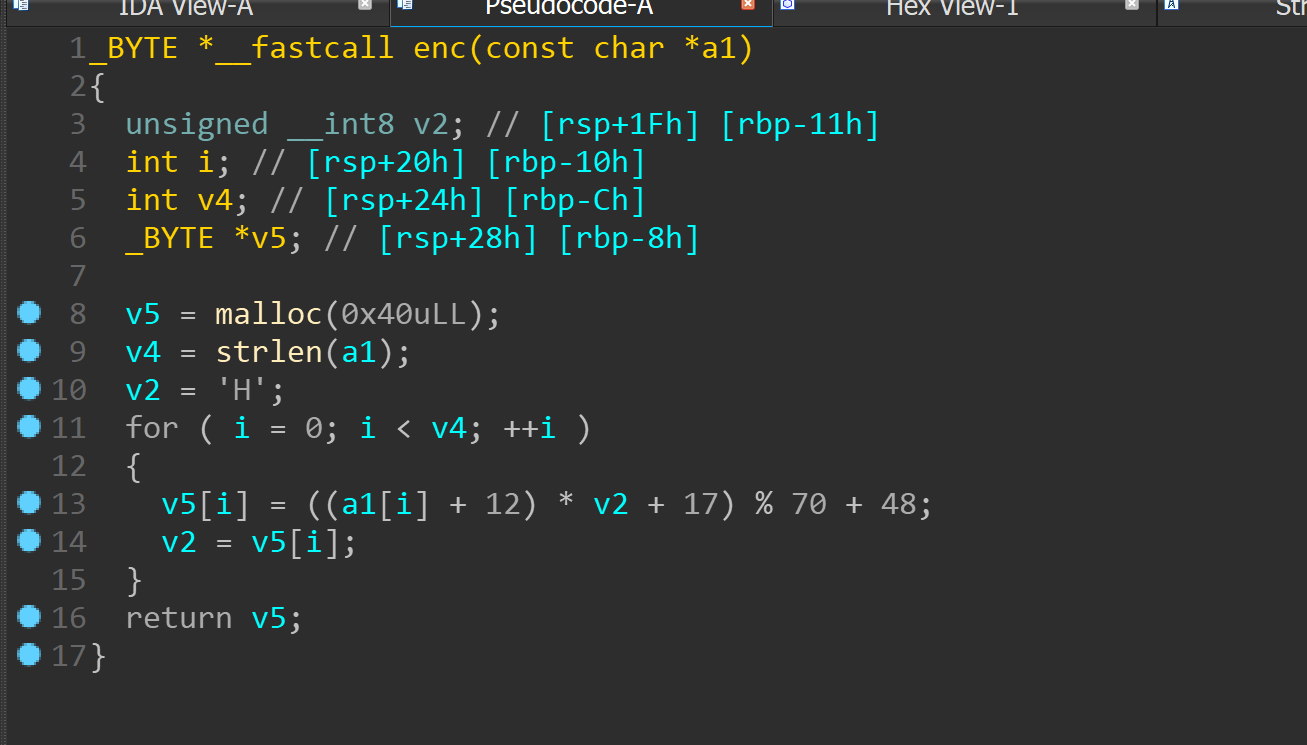 IDA View-A Pseudocode-A Hex View-1 Str
1 _BYTE *__fastcall enc(const char *a1)
2 {
3   unsigned __int8 v2; // [rsp+1Fh] [rbp-11h]
4   int i; // [rsp+20h] [rbp-10h]
5   int v4; // [rsp+24h] [rbp-Ch]
6   _BYTE *v5; // [rsp+28h] [rbp-8h]
7
8   v5 = malloc(0x40uLL);
9   v4 = strlen(a1);
10   v2 = 'H';
11   for ( i = 0; i < v4; ++i )
12   {
13     v5[i] = ((a1[i] + 12) * v2 + 17) % 70 + 48;
14     v2 = v5[i];
15   }
16   return v5;
17 }